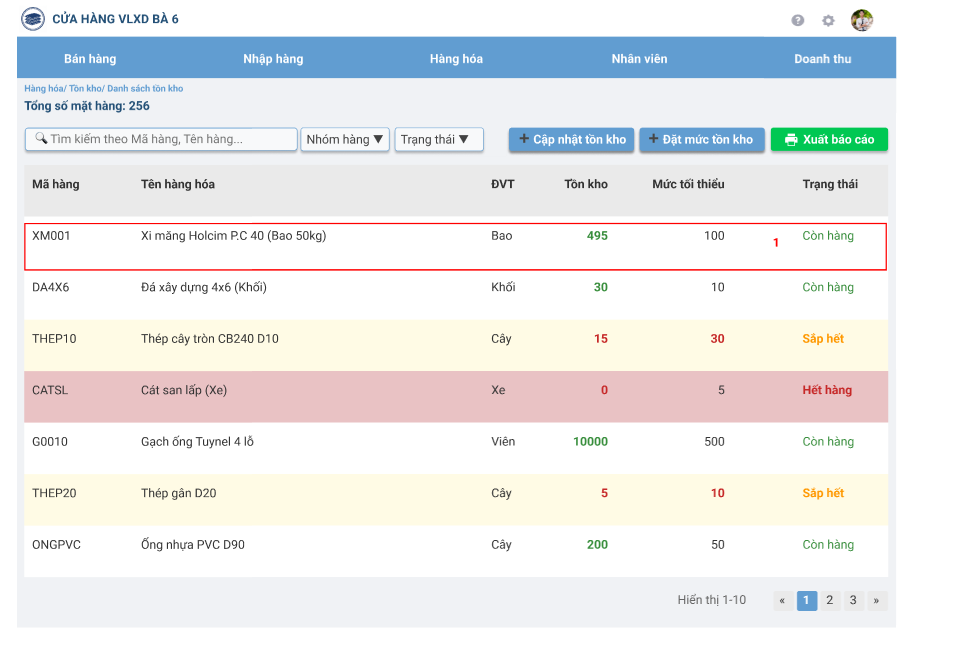 CỬA HÀNG VLXD BÀ 6
Bán hàng Nhập hàng Hàng hóa Nhân viên Doanh thu
Hàng hóa/ Tồn kho/ Danh sách tồn kho
Tổng số mặt hàng: 256
Tìm kiếm theo Mã hàng, Tên hàng... Nhóm hàng ▼ Trạng thái ▼ + Cập nhật tồn kho + Đặt mức tồn kho Xuất báo cáo
Mã hàng Tên hàng hóa ĐVT Tồn kho Mức tối thiểu Trạng thái
XM001 Xi măng Holcim P.C 40 (Bao 50kg) Bao 495 100 1 Còn hàng
DA4X6 Đá xây dựng 4x6 (Khối) Khối 30 10 Còn hàng
THEP10 Thép cây tròn CB240 D10 Cây 15 30 Sắp hết
CATSL Cát san lấp (Xe) Xe 0 5 Hết hàng
G0010 Gạch ống Tuynel 4 lỗ Viên 10000 500 Còn hàng
THEP20 Thép gân D20 Cây 5 10 Sắp hết
ONGPVC Ống nhựa PVC D90 Cây 200 50 Còn hàng
Hiển thị 1-10 « 1 2 3 »